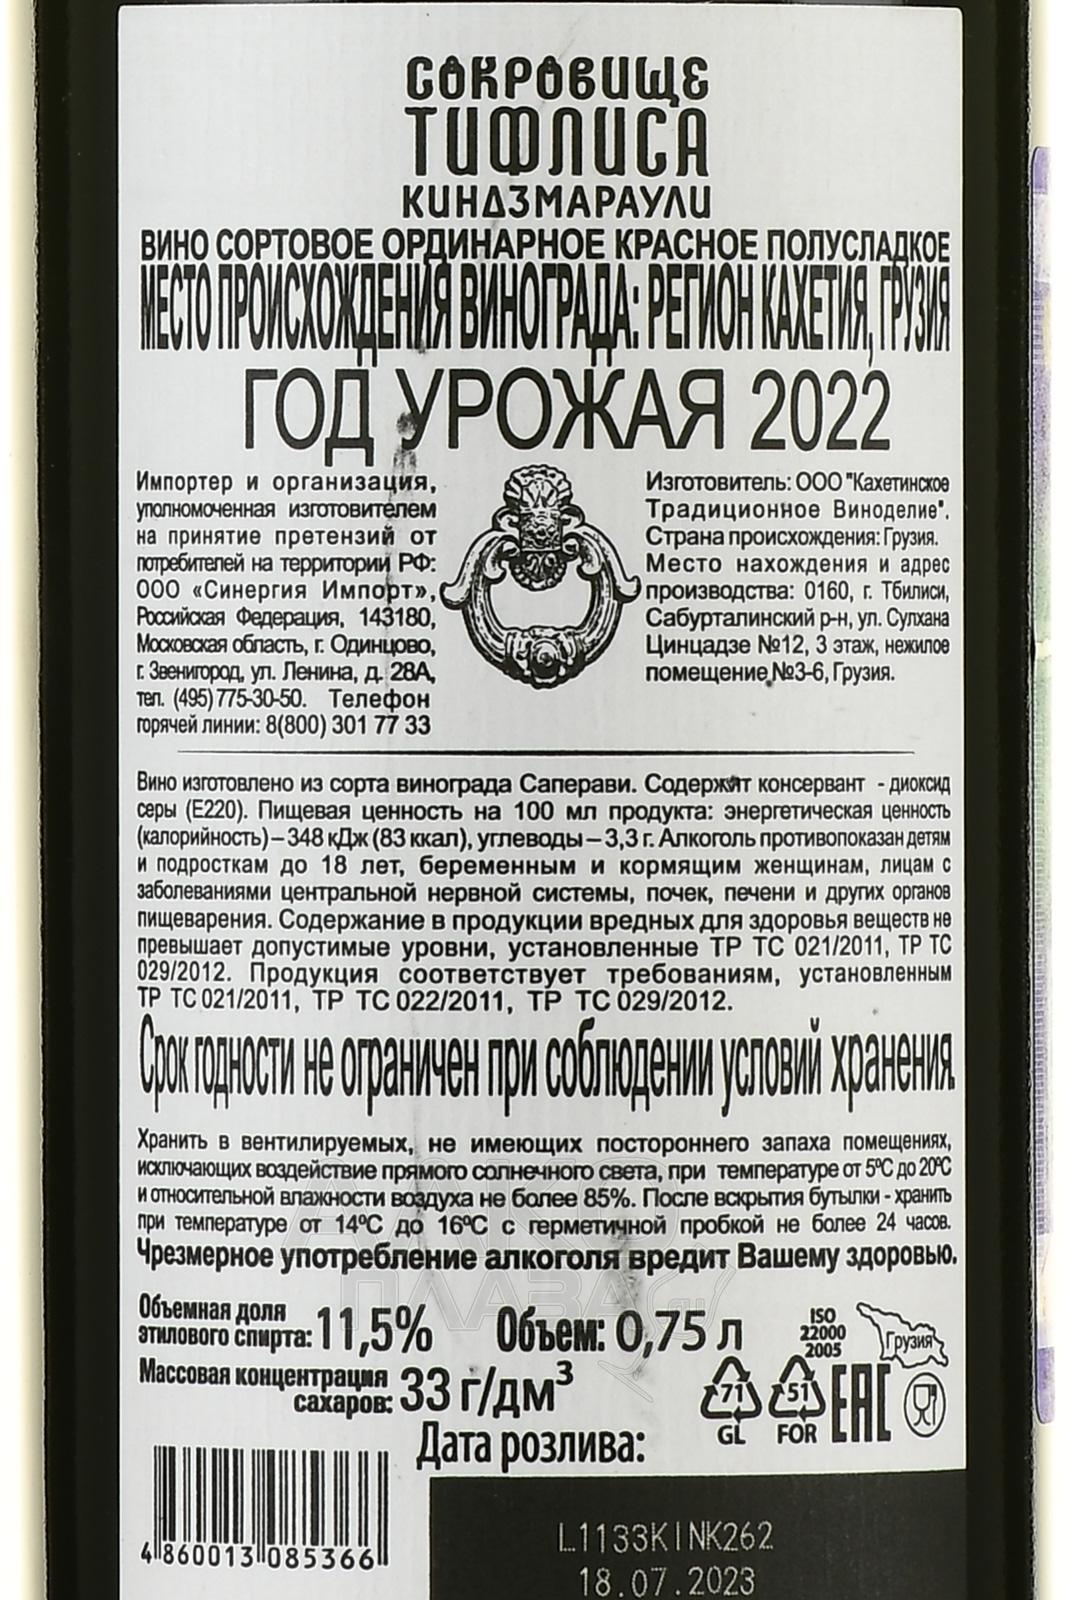 СОКРОВИЩЕ
ТИФЛИСА
КИНДЗМАРАУЛИ
ВИНО СОРТОВОЕ ОРДИНАРНОЕ КРАСНОЕ ПОЛУСЛАДКОЕ
МЕСТО ПРОИСХОЖДЕНИЯ ВИНОГРАДА: РЕГИОН КАХЕТИЯ, ГРУЗИЯ
ГОД УРОЖАЯ 2022
Импортер и организация,
уполномоченная изготовителем
на принятие претензий от
потребителей на территории РФ:
ООО «Синергия Импорт»,
Российская Федерация, 143180,
Московская область, г. Одинцово,
г. Звенигород, ул. Ленина, д. 28А,
тел. (495) 775-30-50. Телефон
горячей линии: 8(800) 301 77 33
Изготовитель: ООО "Кахетинское
Традиционное Виноделие".
Страна происхождения: Грузия.
Место нахождения и адрес
производства: 0160, г. Тбилиси,
Сабурталинский р-н, ул. Сулхана
Цинцадзе №12, 3 этаж, нежилое
помещение №3-6, Грузия.
Вино изготовлено из сорта винограда Саперави. Содержит консервант - диоксид
серы (Е220). Пищевая ценность на 100 мл продукта: энергетическая ценность
(калорийность) – 348 кДж (83 ккал), углеводы – 3,3 г. Алкоголь противопоказан детям
и подросткам до 18 лет, беременным и кормящим женщинам, лицам с
заболеваниями центральной нервной системы, почек, печени и других органов
пищеварения. Содержание в продукции вредных для здоровья веществ не
превышает допустимые уровни, установленные ТР ТС 021/2011, ТР ТС
029/2012. Продукция соответствует требованиям, установленным
ТР ТС 021/2011, ТР ТС 022/2011, ТР ТС 029/2012.
Срок годности не ограничен при соблюдении условий хранения.
Хранить в вентилируемых, не имеющих постороннего запаха помещениях,
исключающих воздействие прямого солнечного света, при температуре от 5ºС до 20ºС
и относительной влажности воздуха не более 85%. После вскрытия бутылки - хранить
при температуре от 14ºС до 16ºС с герметичной пробкой не более 24 часов.
Чрезмерное употребление алкоголя вредит Вашему здоровью.
Объемная доля
этилового спирта: 11,5% Объем: 0,75 л
Массовая концентрация
сахаров: 33 г/дм³
ISO
22000
2005
Грузия
71
GL
51
FOR
EAC
Дата розлива:
4 860013 085366
L1133KINK262
18.07.2023
АЛКО
ПЛАЗА
.ru